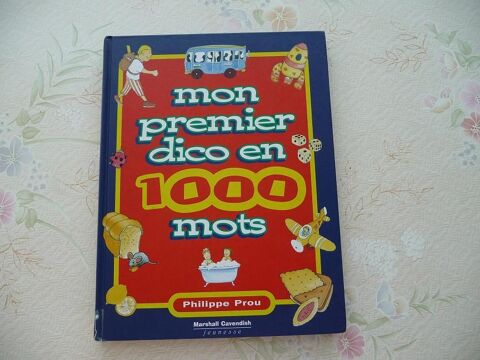 mon
premier
dico en
1000
mots
Philippe Prou
Marshall Cavendish
jeunesse